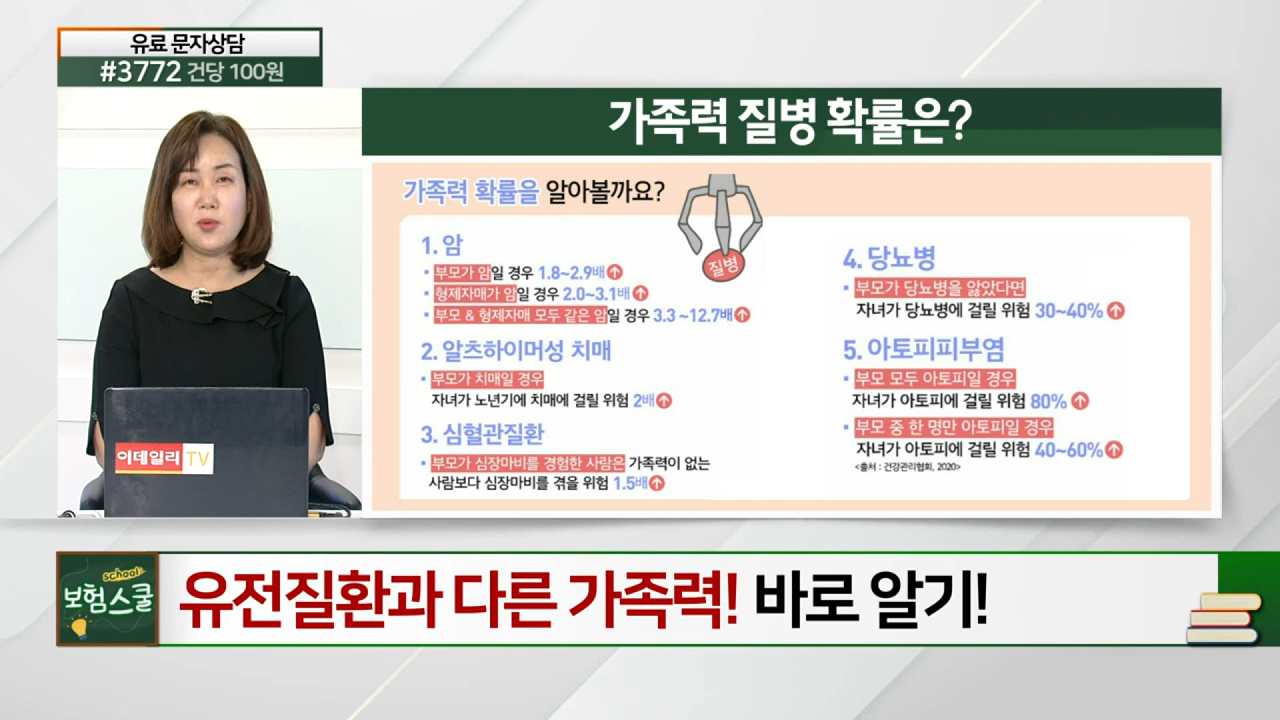 유료 문자상담
#3772 건당 100원
가족력 질병 확률은?
가족력 확률을 알아볼까요?
질병
1. 암
· 부모가 암일 경우 1.8~2.9배
· 형제자매가 암일 경우 2.0~3.1배
· 부모 & 형제자매 모두 같은 암일 경우 3.3 ~12.7배
2. 알츠하이머성 치매
· 부모가 치매일 경우
자녀가 노년기에 치매에 걸릴 위험 2배
3. 심혈관질환
· 부모가 심장마비를 경험한 사람은 가족력이 없는
사람보다 심장마비를 겪을 위험 1.5배
4. 당뇨병
· 부모가 당뇨병을 앓았다면
자녀가 당뇨병에 걸릴 위험 30~40%
5. 아토피피부염
· 부모 모두 아토피일 경우
자녀가 아토피에 걸릴 위험 80%
· 부모 중 한 명만 아토피일 경우
자녀가 아토피에 걸릴 위험 40~60%
<출처 : 건강관리협회, 2020>
이데일리 TV
school
보험스쿨
유전질환과 다른 가족력! 바로 알기!